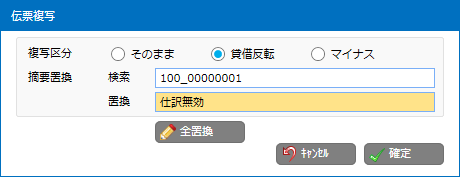 伝票複写
複写区分 そのまま 貸借反転 マイナス
摘要置換 検索 100_00000001
置換 仕訳無効
全置換
ｷｬﾝｾﾙ 確定